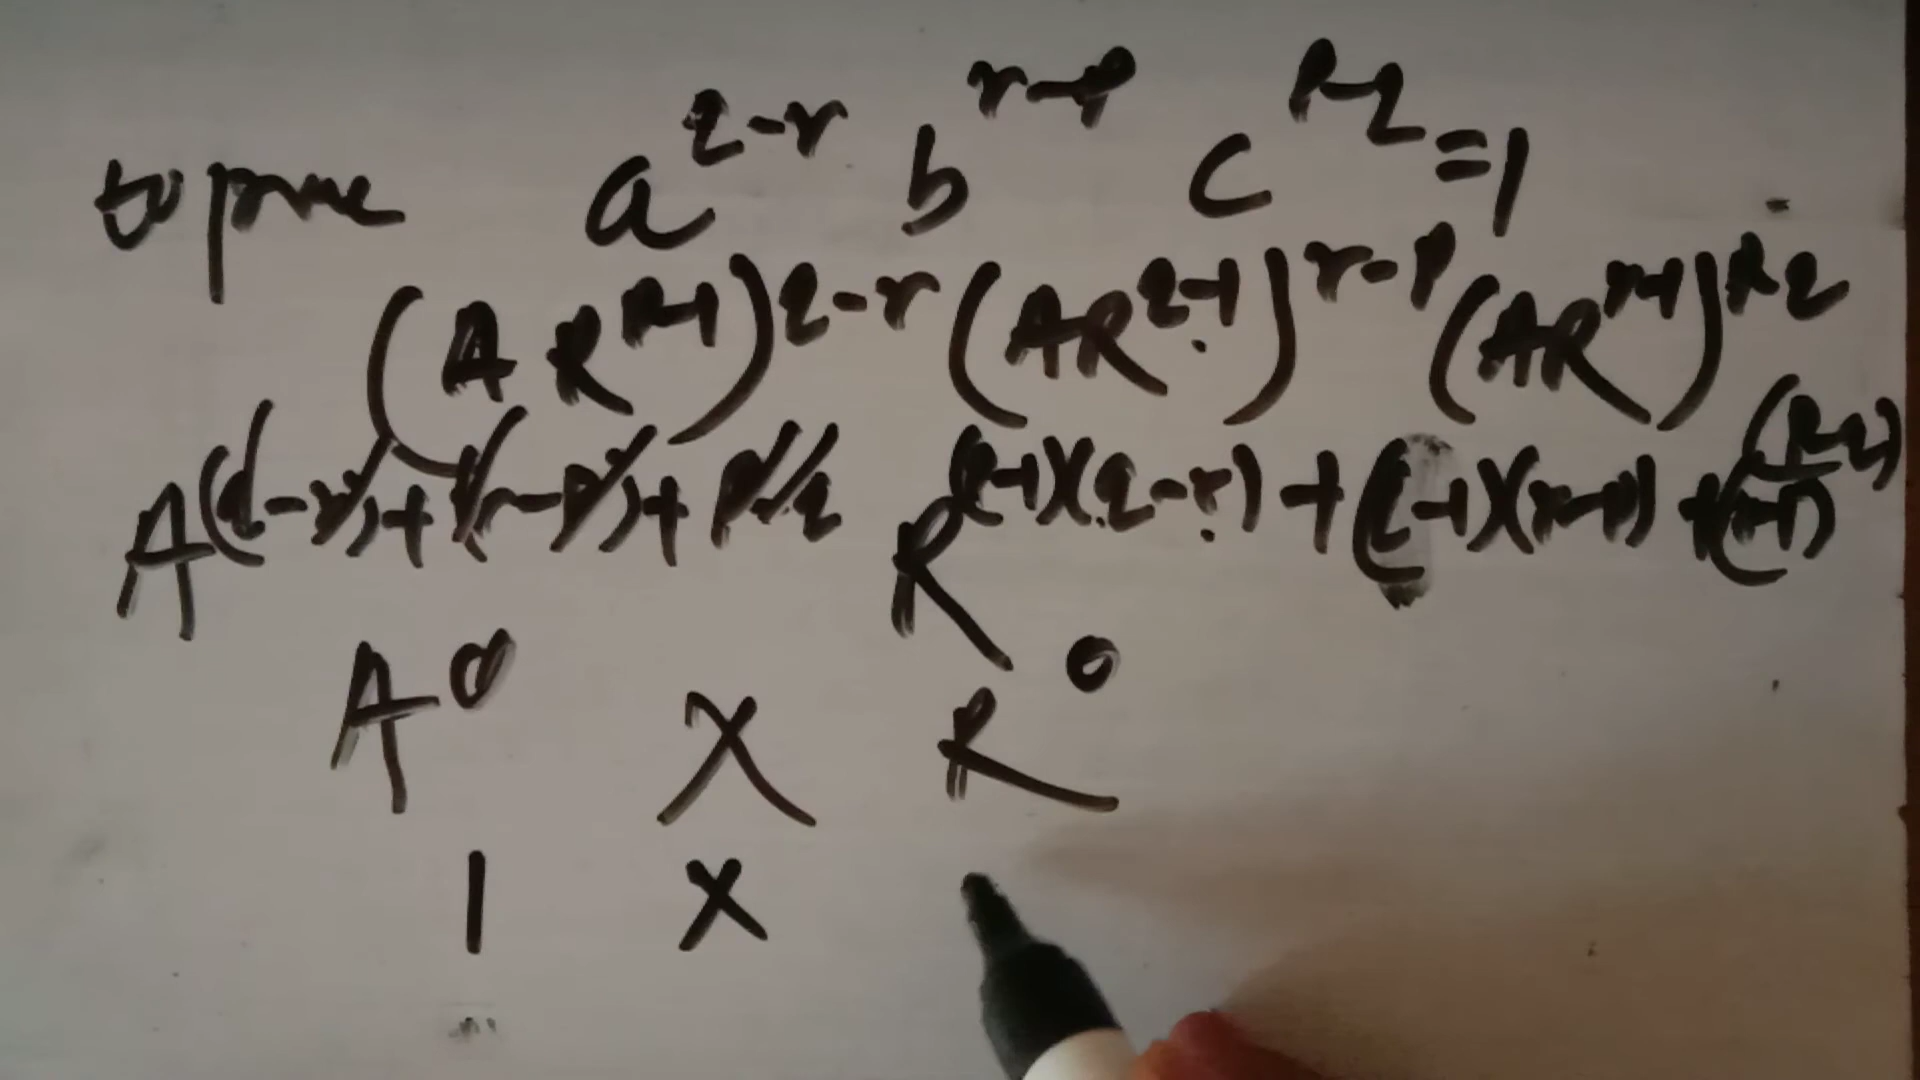 to prove a^{q-r} b^{r-p} c^{p-q} = 1
(AR^{p-1})^{q-r} (AR^{q-1})^{r-p} (AR^{r-1})^{p-q}
A^{(q-r)+(r-p)+p-q} R^{(p-1)(q-r)+(q-1)(r-p)+(r-1)(p-q)}
A^0 X R^0
1 X